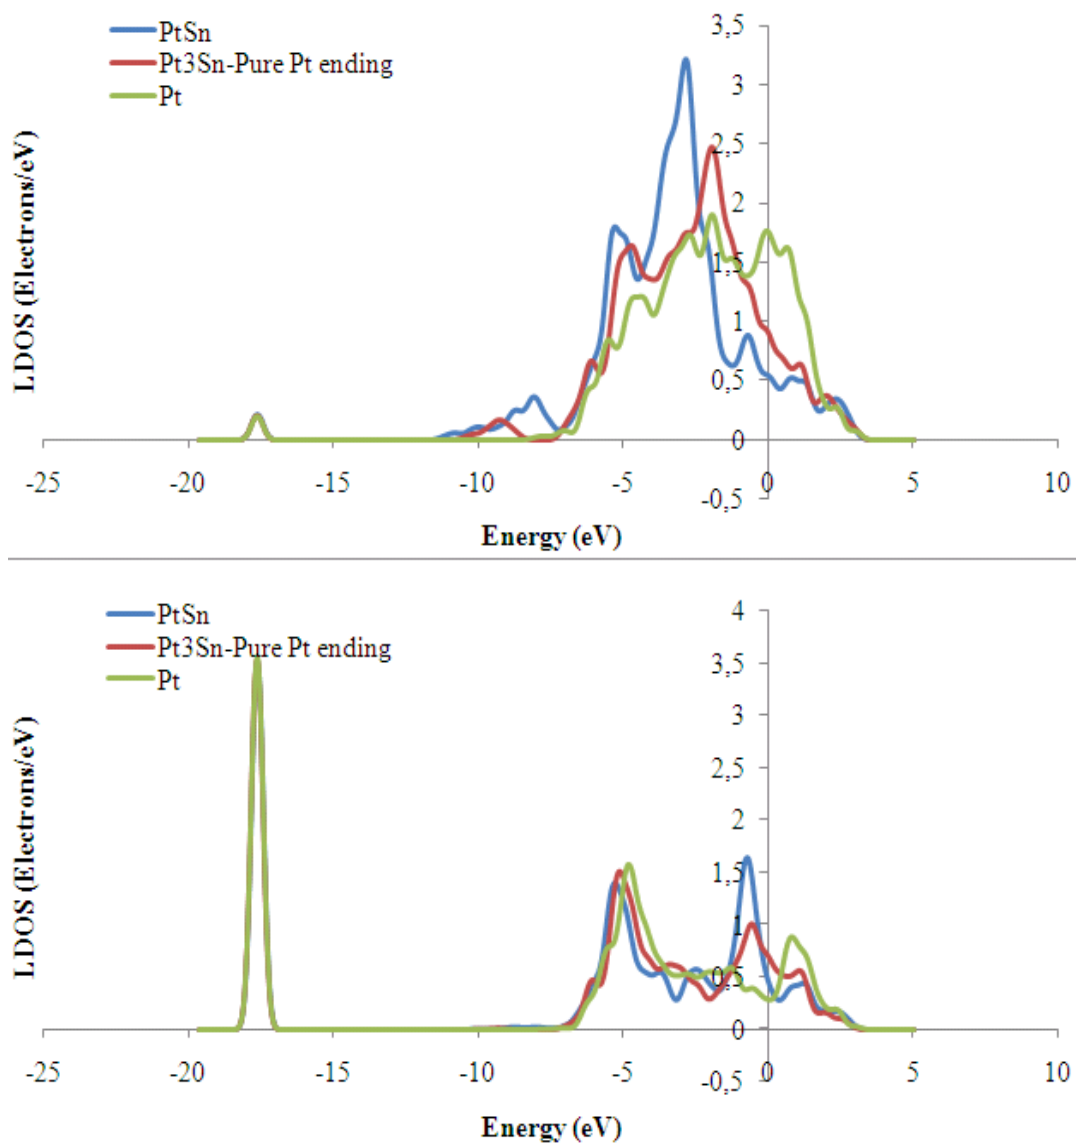 PtSn
Pt3Sn-Pure Pt ending
Pt
LDOS (Electrons/eV)
3,5
3
2,5
2
1,5
1
0,5
0
-0,5
-25 -20 -15 -10 -5 0 5 10
Energy (eV)
PtSn
Pt3Sn-Pure Pt ending
Pt
LDOS (Electrons/eV)
4
3,5
3
2,5
2
1,5
1
0,5
0
-0,5
-25 -20 -15 -10 -5 0 5 10
Energy (eV)